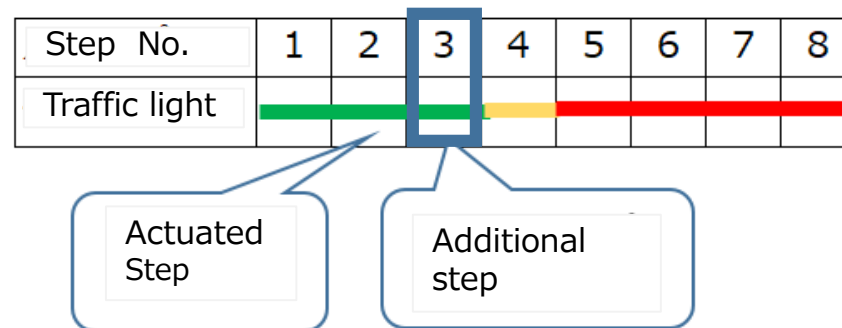 Step No. 1 2 3 4 5 6 7 8
Traffic light
Actuated
Step
Additional
step